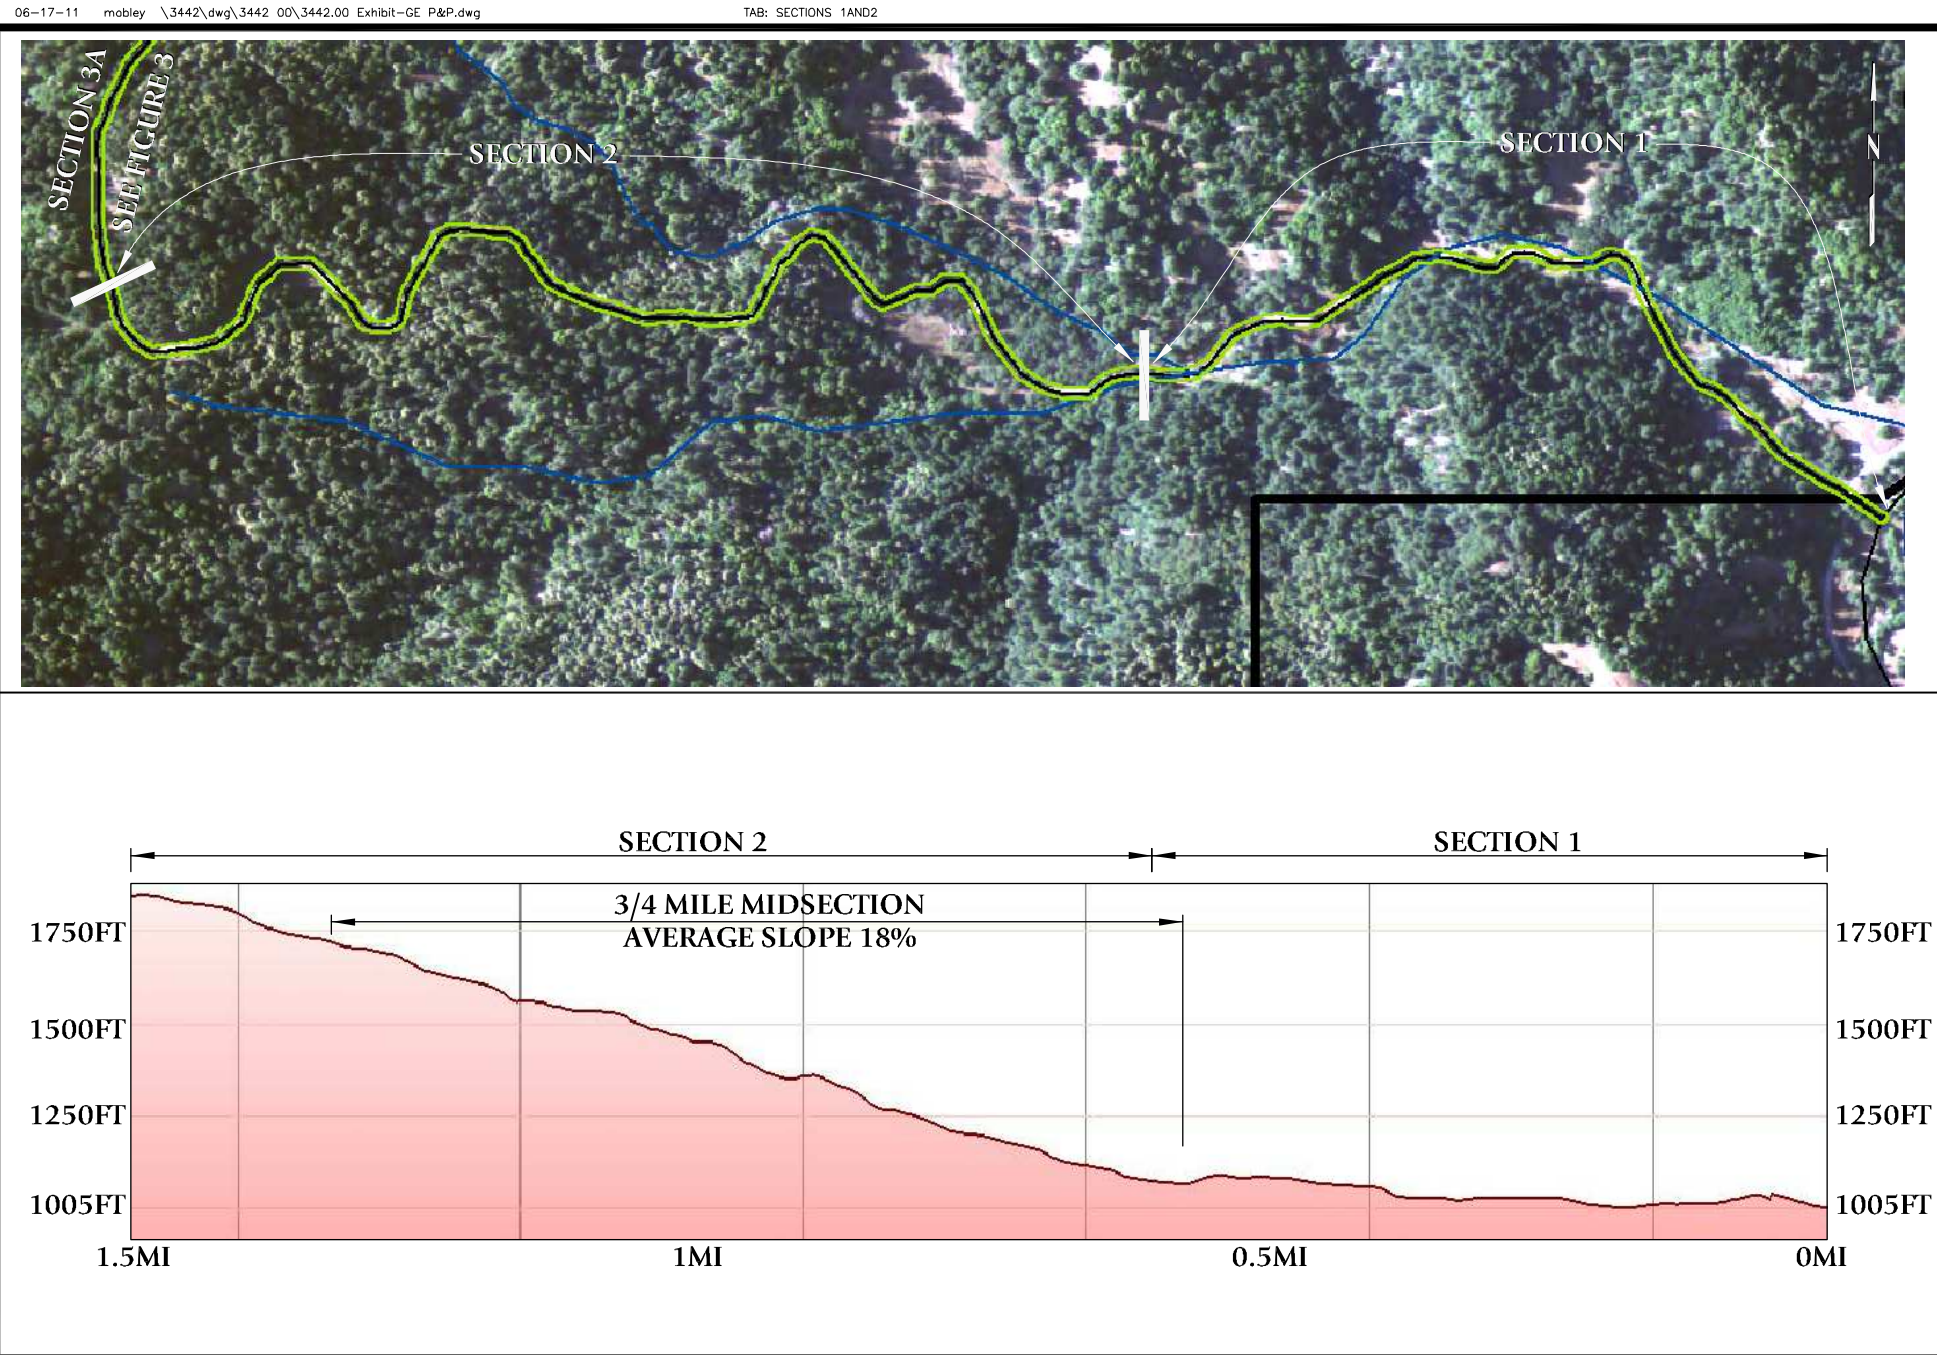 06-17-11 mobley \3442\dwg\3442 00\3442.00 Exhibit-GE P&P.dwg TAB: SECTIONS 1AND2
SECTION 3A
SEE FIGURE 3
SECTION 2
SECTION 1
N
SECTION 2 SECTION 1
3/4 MILE MIDSECTION
AVERAGE SLOPE 18%
1750FT 1750FT
1500FT 1500FT
1250FT 1250FT
1005FT 1005FT
1.5MI 1MI 0.5MI 0MI